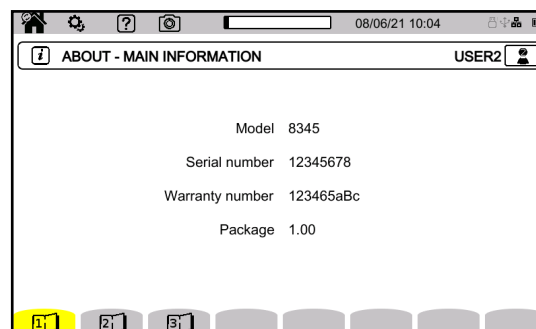 08/06/21 10:04
i ABOUT - MAIN INFORMATION USER2
Model 8345
Serial number 12345678
Warranty number 123465aBc
Package 1.00
1 2 3